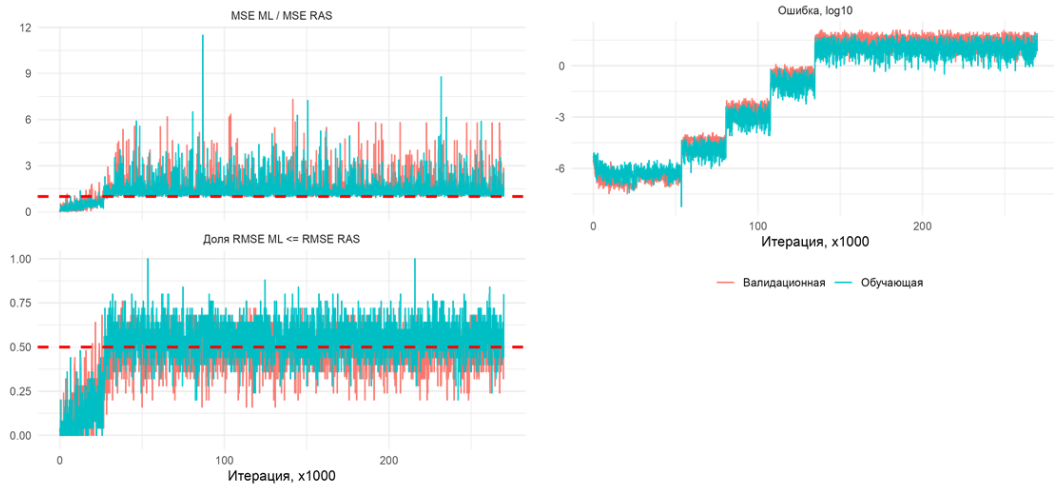 MSE ML / MSE RAS
12
9
6
3
0
Доля RMSE ML <= RMSE RAS
1.00
0.75
0.50
0.25
0.00
0 100 200
Итерация, x1000
Ошибка, log10
0
-3
-6
0 100 200
Итерация, x1000
Валидационная Обучающая